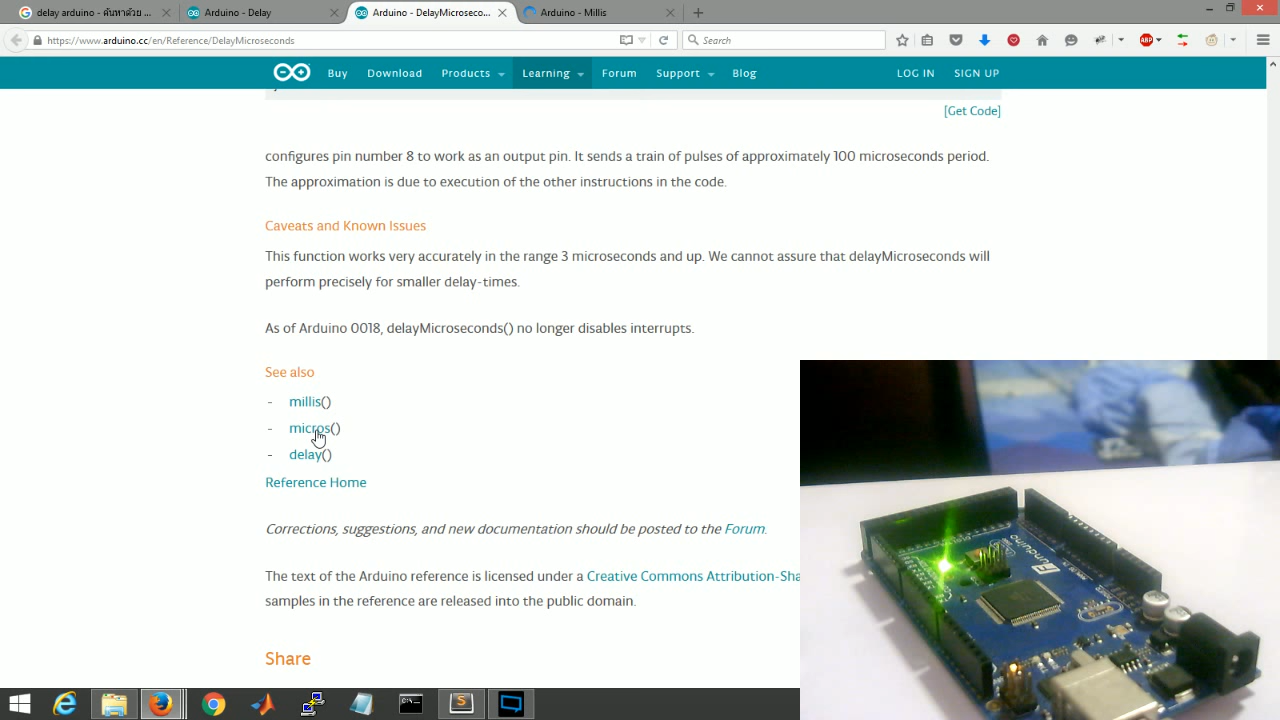 delay arduino - ค้นหาด้วย ...
Arduino - Delay
Arduino - DelayMicroseco...
Arduino - Millis
https://www.arduino.cc/en/Reference/DelayMicroseconds
Search
ABP
Buy
Download
Products
Learning
Forum
Support
Blog
LOG IN
SIGN UP
[Get Code]
configures pin number 8 to work as an output pin. It sends a train of pulses of approximately 100 microseconds period.
The approximation is due to execution of the other instructions in the code.
Caveats and Known Issues
This function works very accurately in the range 3 microseconds and up. We cannot assure that delayMicroseconds will
perform precisely for smaller delay-times.
As of Arduino 0018, delayMicroseconds() no longer disables interrupts.
See also
- millis()
- micros()
- delay()
Reference Home
Corrections, suggestions, and new documentation should be posted to the Forum.
The text of the Arduino reference is licensed under a Creative Commons Attribution-Sha
samples in the reference are released into the public domain.
Share
Funduino